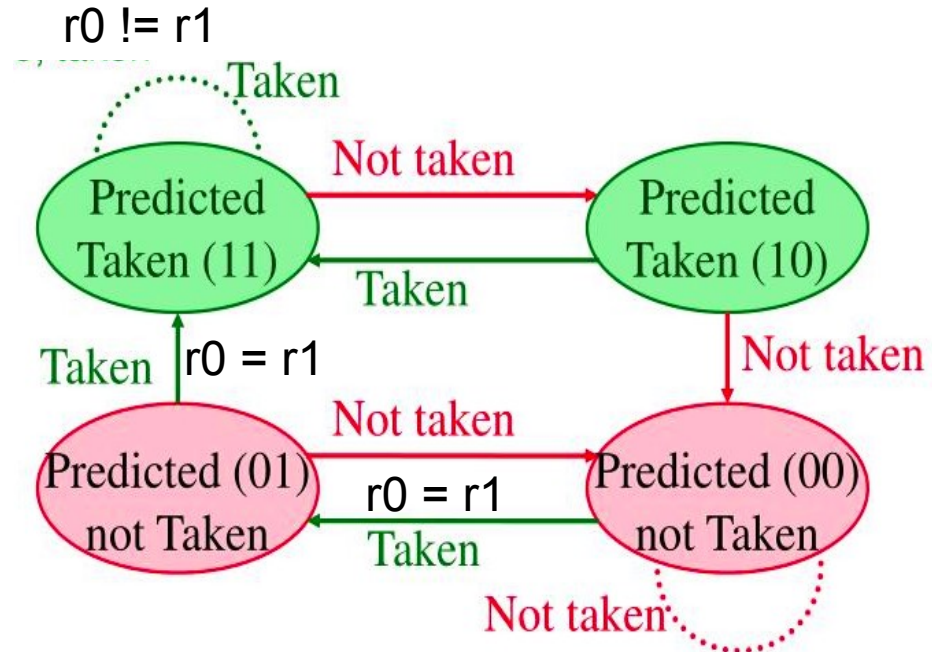 r0 != r1
Taken
Not taken
Predicted
Taken (11)
Predicted
Taken (10)
Taken
Taken
r0 = r1
Not taken
Not taken
Predicted (01)
not Taken
r0 = r1
Predicted (00)
not Taken
Taken
Not taken